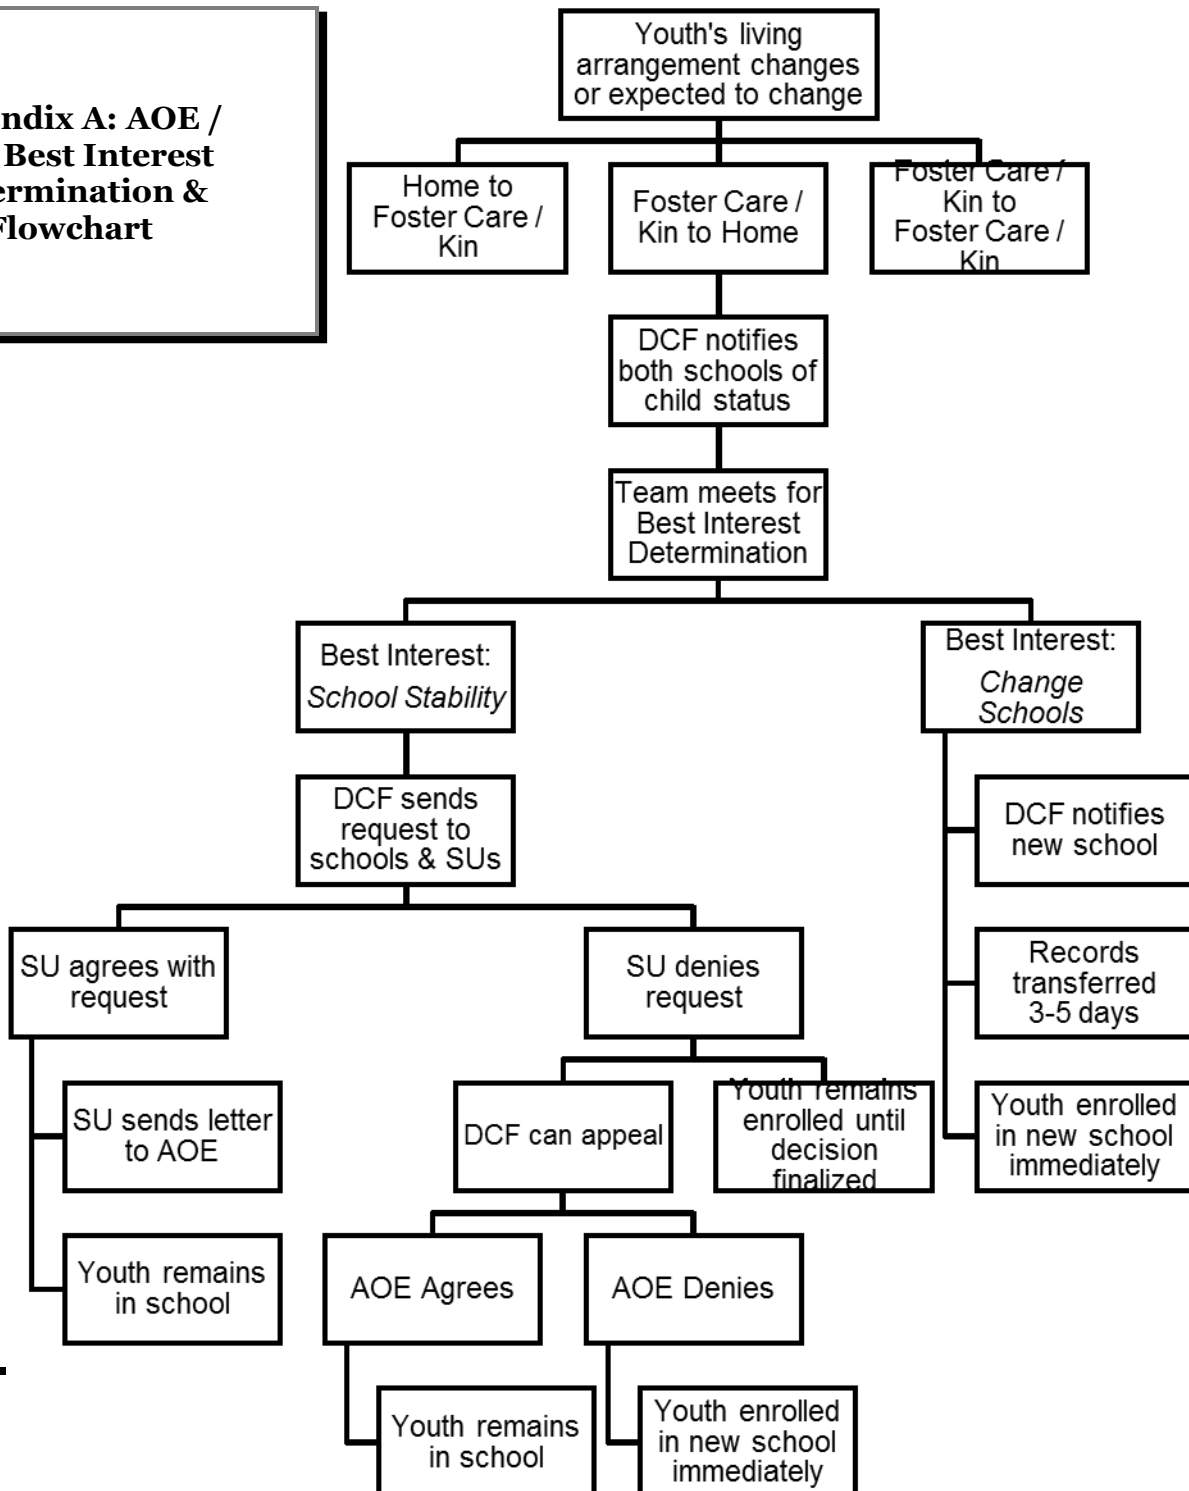 ndix A: AOE /
Best Interest
ermination &
Flowchart
Youth's living
arrangement changes
or expected to change
Home to
Foster Care /
Kin
Foster Care /
Kin to Home
Foster Care /
Kin to
Foster Care /
Kin
DCF notifies
both schools of
child status
Team meets for
Best Interest
Determination
Best Interest:
School Stability
Best Interest:
Change
Schools
DCF sends
request to
schools & SUs
DCF notifies
new school
Records
transferred
3-5 days
Youth enrolled
in new school
immediately
SU agrees with
request
SU denies
request
SU sends letter
to AOE
Youth remains
in school
DCF can appeal
Youth remains
enrolled until
decision
finalized
AOE Agrees
AOE Denies
Youth remains
in school
Youth enrolled
in new school
immediately